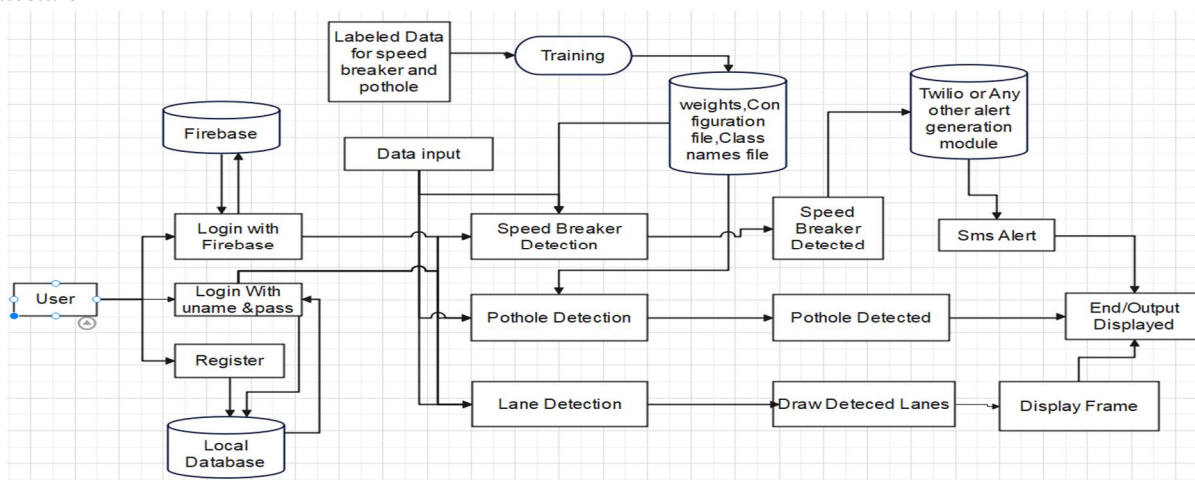 Labeled Data
for speed
breaker and
pothole
Training
weights,Con
figuration
file,Class
names file
Twilio or Any
other alert
generation
module
Firebase
Data input
Login with
Firebase
Speed Breaker
Detection
Speed
Breaker
Detected
Sms Alert
User
Login With
uname &pass
Pothole Detection
Pothole Detected
End/Output
Displayed
Register
Lane Detection
Draw Deteced Lanes
Display Frame
Local
Database